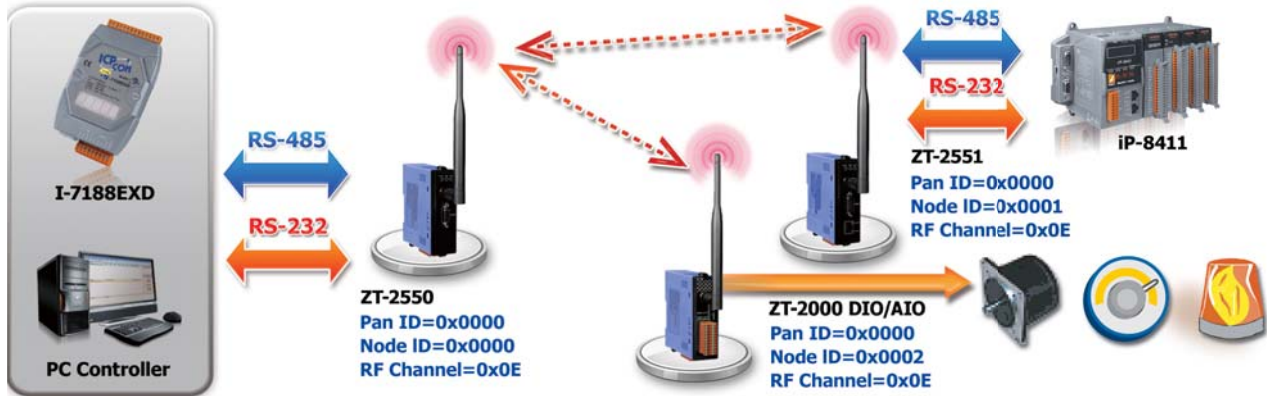 ICP
CON
I-7188EXD
PC Controller
RS-485
RS-232
ZT-2550
Pan ID=0x0000
Node ID=0x0000
RF Channel=0x0E
RS-485
RS-232
iP-8411
ZT-2551
Pan ID=0x0000
Node ID=0x0001
RF Channel=0x0E
ZT-2000 DIO/AIO
Pan ID=0x0000
Node ID=0x0002
RF Channel=0x0E